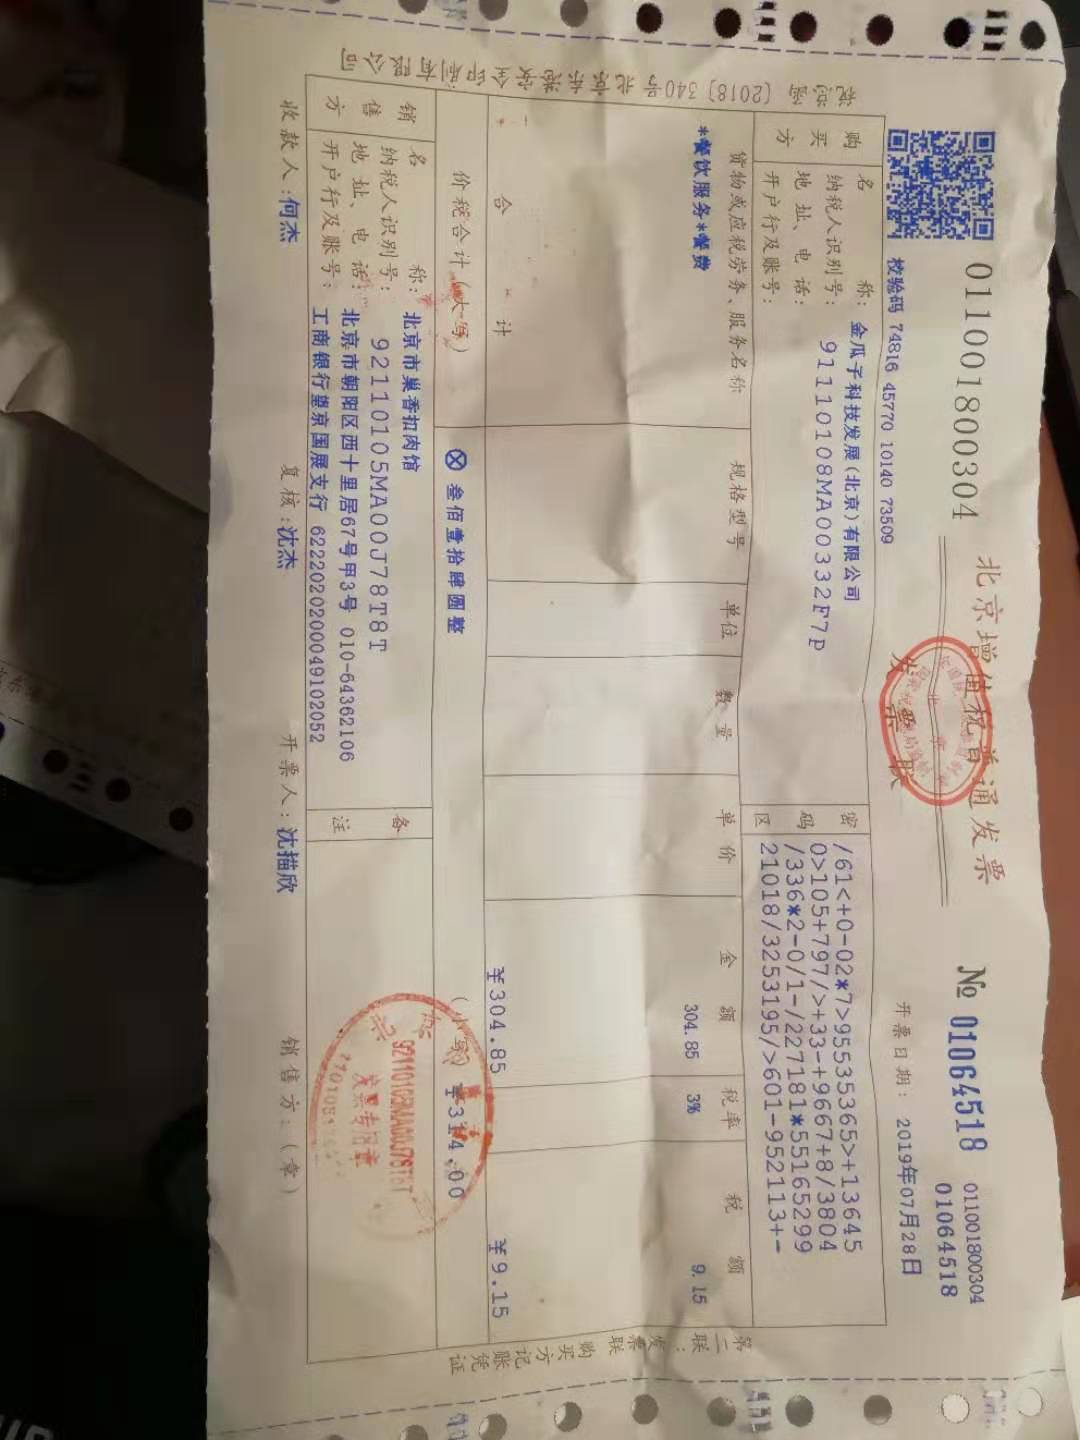 011001800304
北京增值税普通发票
发票联
№ 01064518
011001800304
01064518
校验码 74816 45770 10140 73509
开票日期： 2019年07月28日
税总函〔2018〕340号北京东港安全印刷有限公司
购买方
名 称：金瓜子科技发展(北京)有限公司
纳税人识别号：91110108MA00332F7P
地 址、电 话：
开户行及账号：
密码区
/61<+0-02*7>95535365>+13645
0>105+797/>+33-+9667+8/3804
/336*2-0/1-/227181*55165299
21018/3253195/>601-952113+-
货物或应税劳务、服务名称 规格型号 单位 数 量 单 价 金 额 税率 税 额
*餐饮服务*餐费 304.85 3% 9.15
合 计 ¥304.85 ¥9.15
价税合计(大写) ⊗ 叁佰壹拾肆圆整 (小写) ¥314.00
销售方
名 称：北京市巢香扣肉馆
纳税人识别号：92110105MA00J78T8T
地 址、电 话：北京市朝阳区西十里居67号甲3号 010-64362106
开户行及账号：工商银行望京国展支行 6222020200049102052
备注
92110105MA00J78T8T
发票专用章
收款人：何杰 复核：沈杰 开票人：沈描欣 销售方：(章)
第二联：发票联 购买方记账凭证